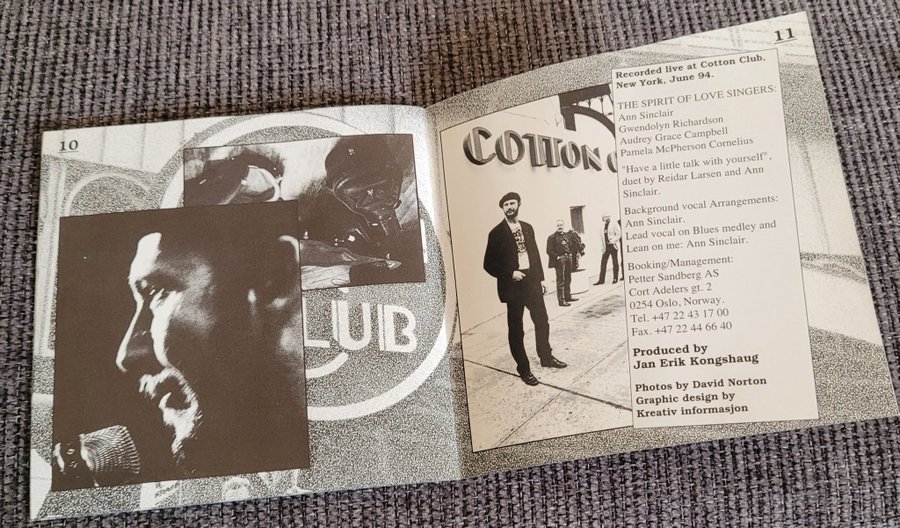 10
LUB
COTTON C
11
Recorded live at Cotton Club.
New York. June 94.
THE SPIRIT OF LOVE SINGERS:
Ann Sinclair
Gwendolyn Richardson
Audrey Grace Campbell
Pamela McPherson Cornelius
"Have a little talk with yourself",
duet by Reidar Larsen and Ann
Sinclair.
Background vocal Arrangements:
Ann Sinclair.
Lead vocal on Blues medley and
Lean on me: Ann Sinclair.
Booking/Management:
Petter Sandberg AS
Cort Adelers gt. 2
0254 Oslo, Norway.
Tel. +47 22 43 17 00
Fax. +47 22 44 66 40
Produced by
Jan Erik Kongshaug
Photos by David Norton
Graphic design by
Kreativ informasjon